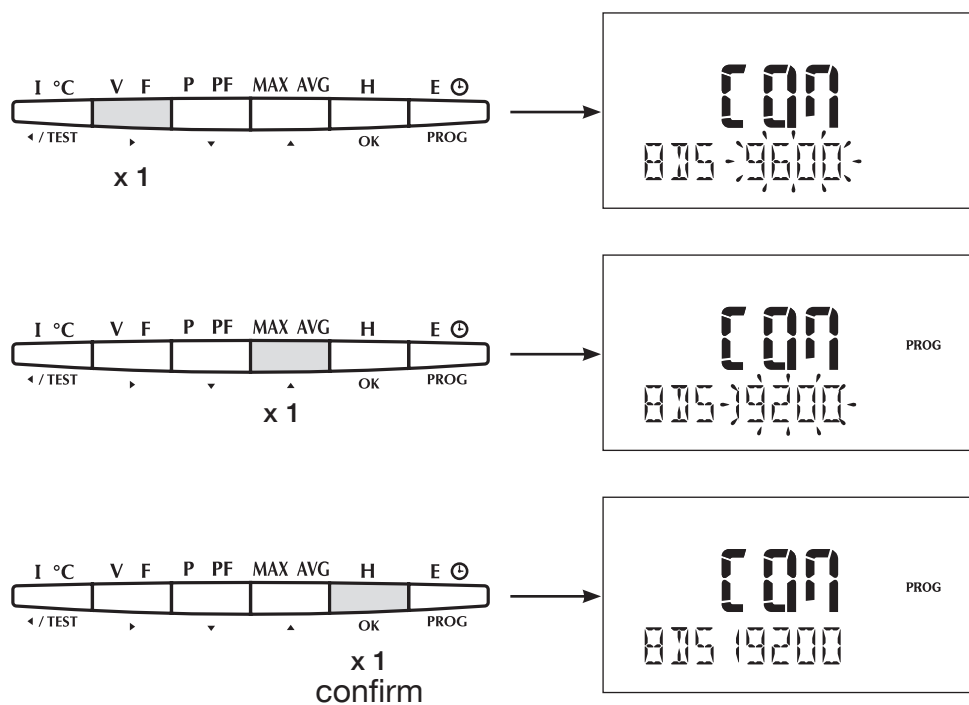 I °C V F P PF MAX AVG H E
◂ / TEST ▸ ▾ ▴ OK PROG
x 1
COM
BDS 9600
I °C V F P PF MAX AVG H E
◂ / TEST ▸ ▾ ▴ OK PROG
x 1
COM
PROG
BDS 19200
I °C V F P PF MAX AVG H E
◂ / TEST ▸ ▾ ▴ OK PROG
x 1
confirm
COM
PROG
BDS 19200